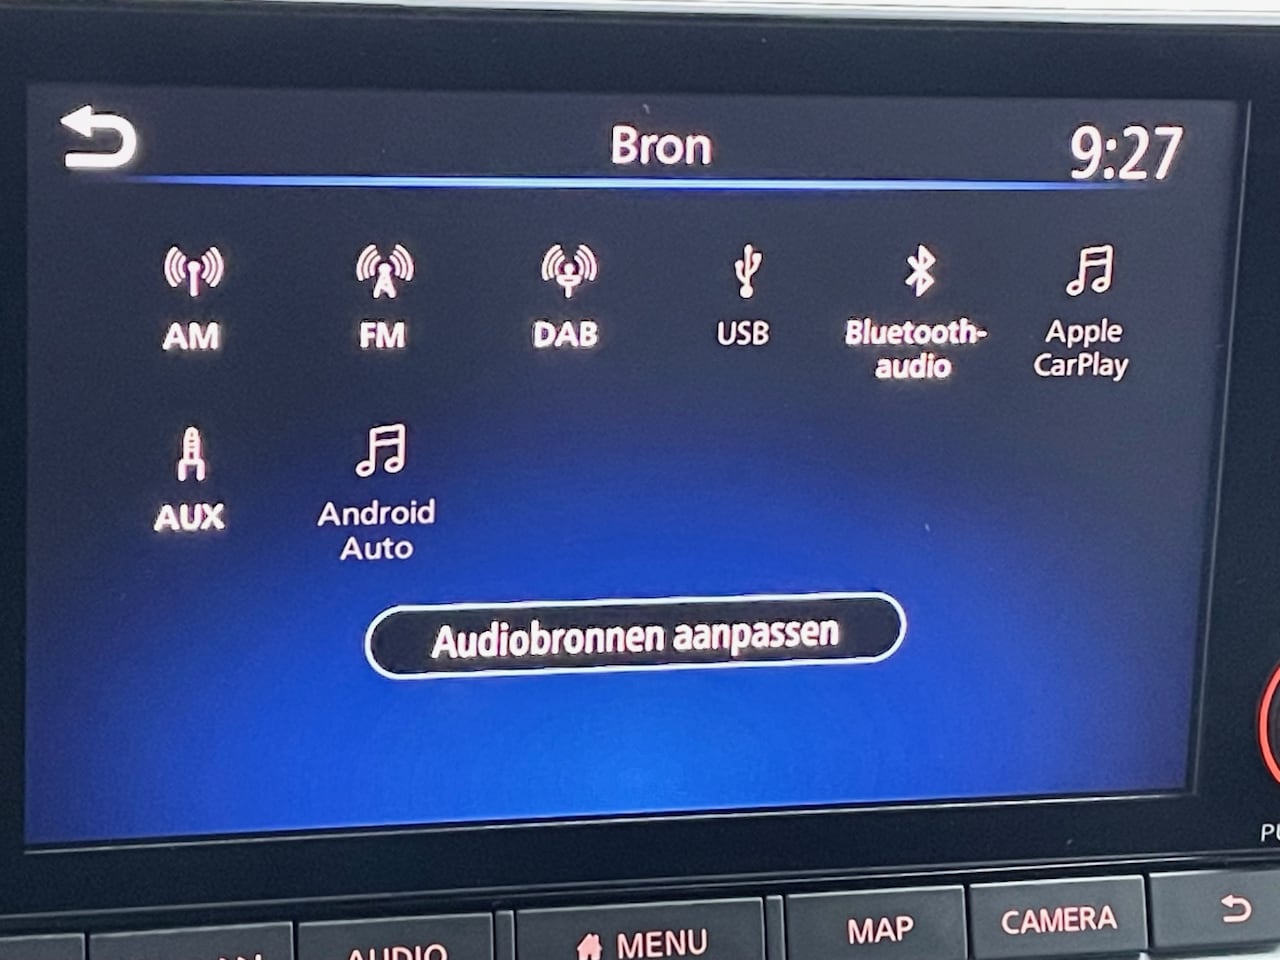 Bron
9:27
AM
FM
DAB
USB
Bluetooth-
audio
Apple
CarPlay
AUX
Android
Auto
Audiobronnen aanpassen
AUDIO
MENU
MAP
CAMERA